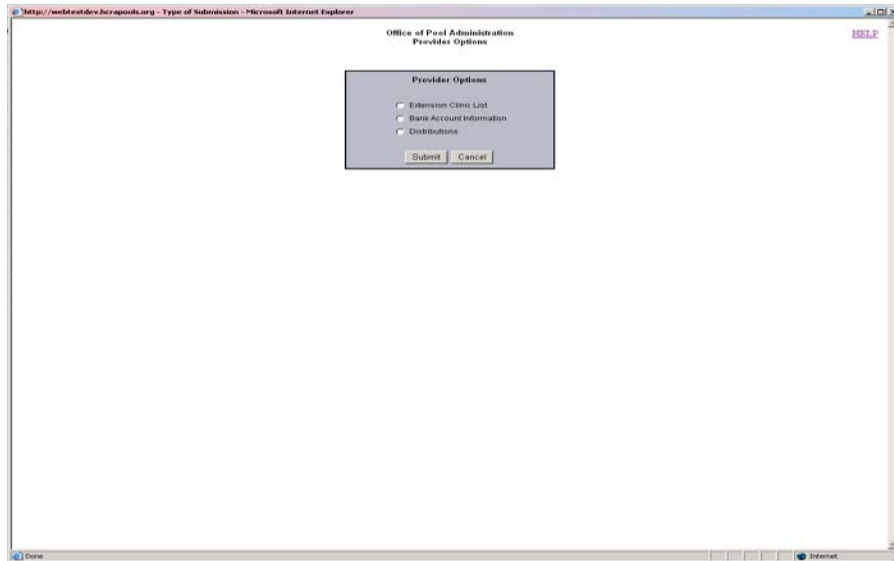 http://webtestdev.hcrapools.org - Type of Submission - Microsoft Internet Explorer
Office of Pool Administration
Provider Options
HELP
Provider Options
Extension Clinic List
Bank Account Information
Distributions
Submit Cancel
Done Internet